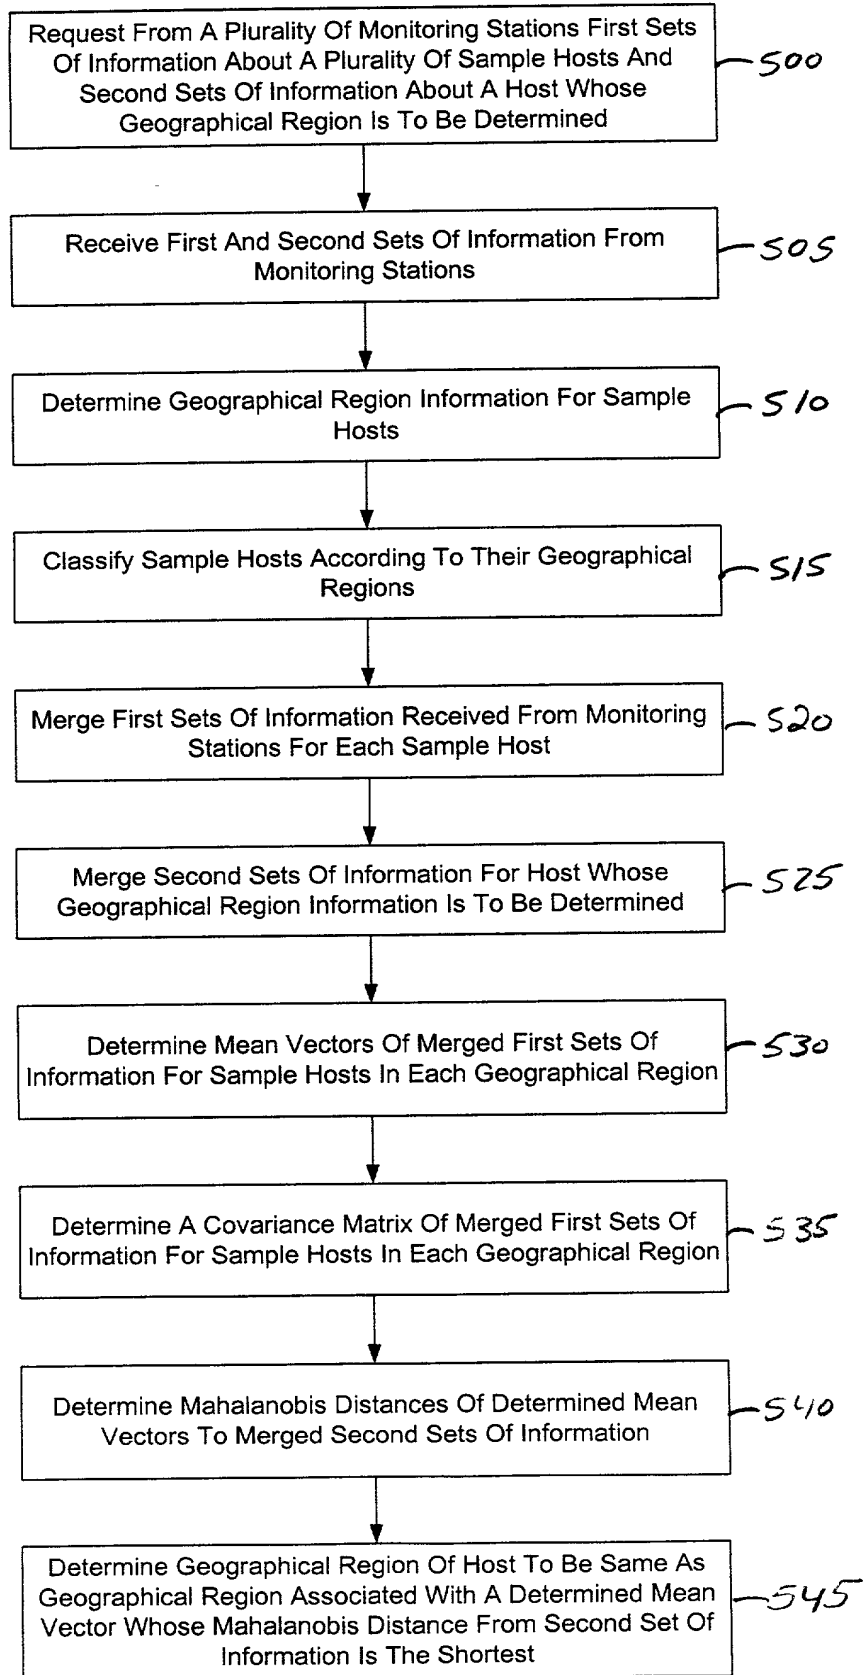 Request From A Plurality Of Monitoring Stations First Sets
Of Information About A Plurality Of Sample Hosts And
Second Sets Of Information About A Host Whose
Geographical Region Is To Be Determined
500
Receive First And Second Sets Of Information From
Monitoring Stations
505
Determine Geographical Region Information For Sample
Hosts
510
Classify Sample Hosts According To Their Geographical
Regions
515
Merge First Sets Of Information Received From Monitoring
Stations For Each Sample Host
520
Merge Second Sets Of Information For Host Whose
Geographical Region Information Is To Be Determined
525
Determine Mean Vectors Of Merged First Sets Of
Information For Sample Hosts In Each Geographical Region
530
Determine A Covariance Matrix Of Merged First Sets Of
Information For Sample Hosts In Each Geographical Region
535
Determine Mahalanobis Distances Of Determined Mean
Vectors To Merged Second Sets Of Information
540
Determine Geographical Region Of Host To Be Same As
Geographical Region Associated With A Determined Mean
Vector Whose Mahalanobis Distance From Second Set Of
Information Is The Shortest
545